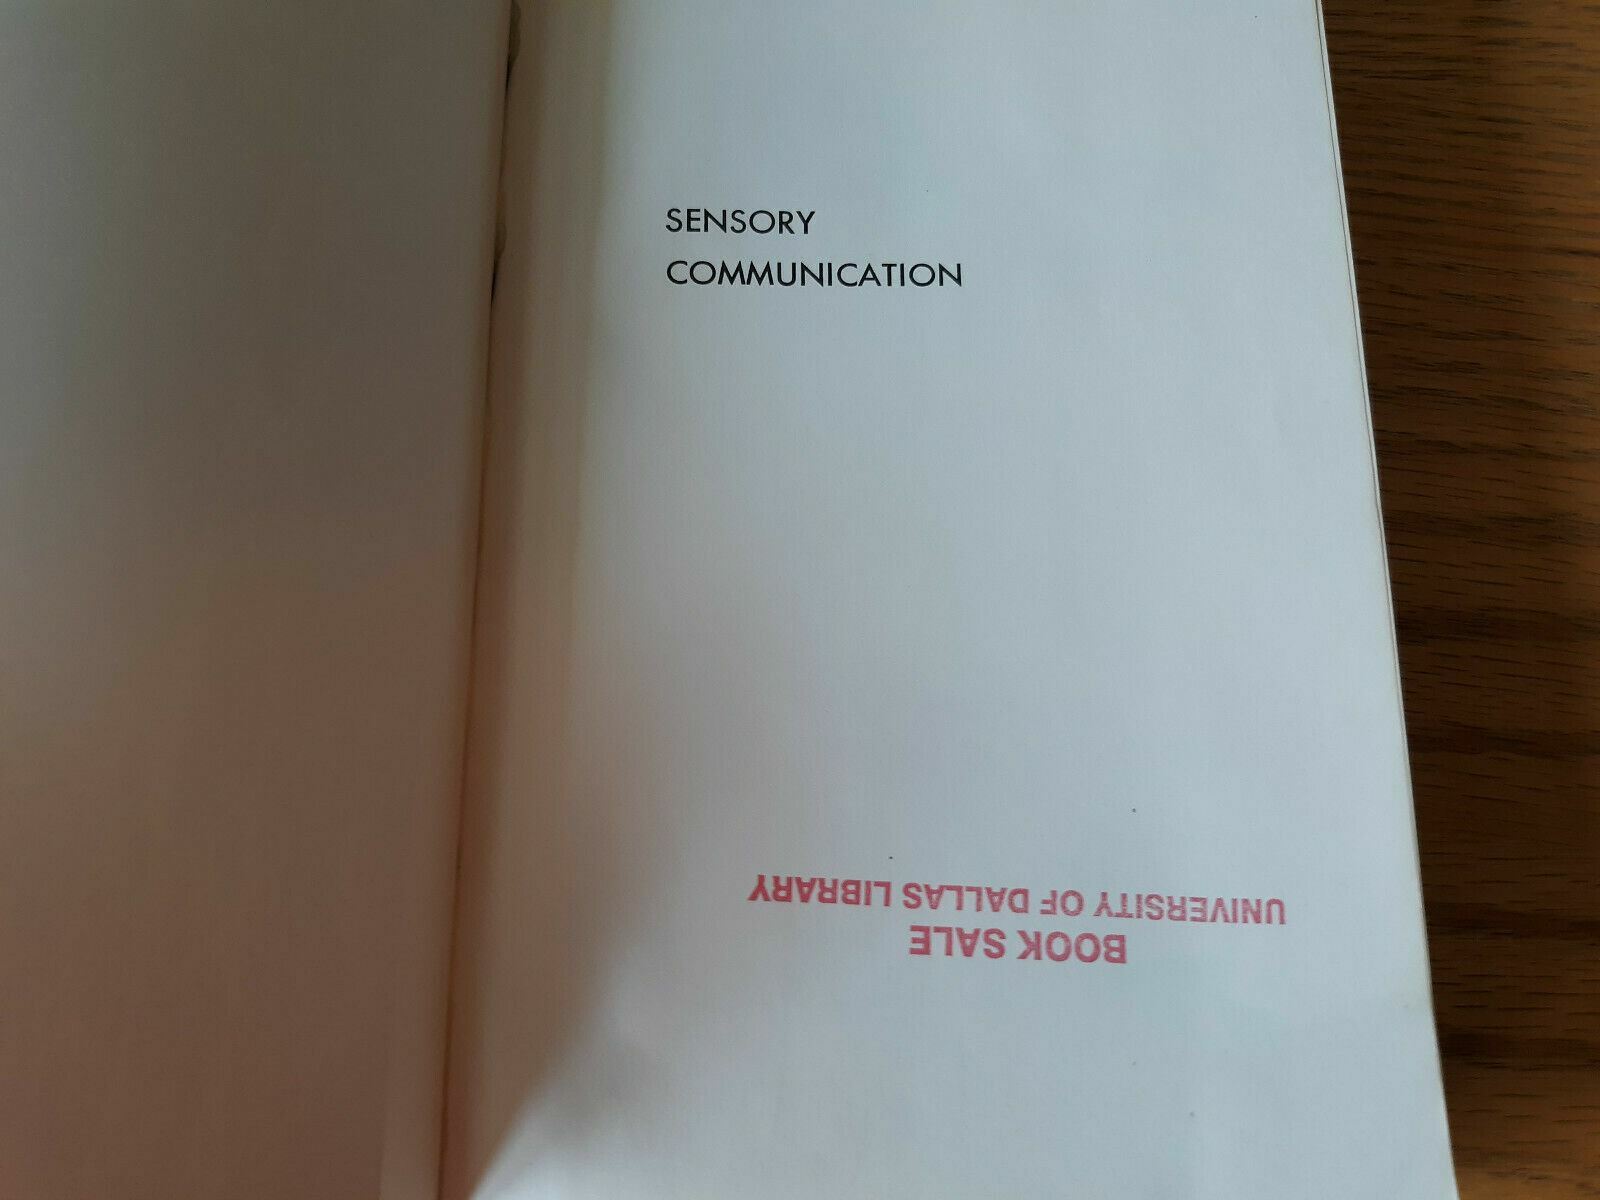 SENSORY
COMMUNICATION
BOOK SALE
UNIVERSITY OF DALLAS LIBRARY